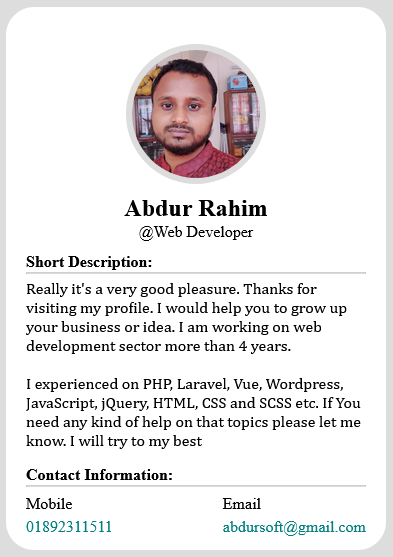 Abdur Rahim
@Web Developer
Short Description:
Really it's a very good pleasure. Thanks for
visiting my profile. I would help you to grow up
your business or idea. I am working on web
development sector more than 4 years.
I experienced on PHP, Laravel, Vue, Wordpress,
JavaScript, jQuery, HTML, CSS and SCSS etc. If You
need any kind of help on that topics please let me
know. I will try to my best
Contact Information:
Mobile Email
01892311511 abdursoft@gmail.com